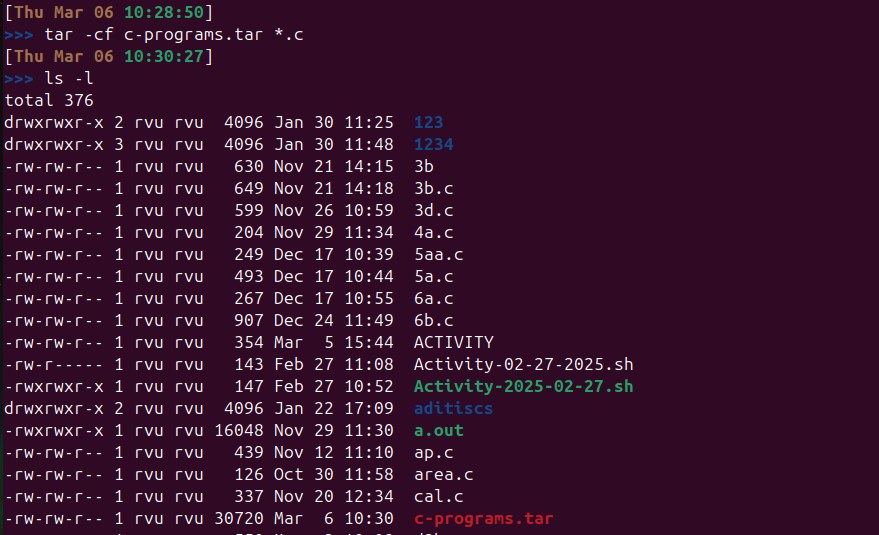 [Thu Mar 06 10:28:50]
>>> tar -cf c-programs.tar *.c
[Thu Mar 06 10:30:27]
>>> ls -l
total 376
drwxrwxr-x 2 rvu rvu  4096 Jan 30 11:25  123
drwxrwxr-x 3 rvu rvu  4096 Jan 30 11:48  1234
-rw-rw-r-- 1 rvu rvu   630 Nov 21 14:15  3b
-rw-rw-r-- 1 rvu rvu   649 Nov 21 14:18  3b.c
-rw-rw-r-- 1 rvu rvu   599 Nov 26 10:59  3d.c
-rw-rw-r-- 1 rvu rvu   204 Nov 29 11:34  4a.c
-rw-rw-r-- 1 rvu rvu   249 Dec 17 10:39  5aa.c
-rw-rw-r-- 1 rvu rvu   493 Dec 17 10:44  5a.c
-rw-rw-r-- 1 rvu rvu   267 Dec 17 10:55  6a.c
-rw-rw-r-- 1 rvu rvu   907 Dec 24 11:49  6b.c
-rw-rw-r-- 1 rvu rvu   354 Mar  5 15:44  ACTIVITY
-rw-r----- 1 rvu rvu   143 Feb 27 11:08  Activity-02-27-2025.sh
-rwxrwxr-x 1 rvu rvu   147 Feb 27 10:52  Activity-2025-02-27.sh
drwxrwxr-x 2 rvu rvu  4096 Jan 22 17:09  aditiscs
-rwxrwxr-x 1 rvu rvu 16048 Nov 29 11:30  a.out
-rw-rw-r-- 1 rvu rvu   439 Nov 12 11:10  ap.c
-rw-rw-r-- 1 rvu rvu   126 Oct 30 11:58  area.c
-rw-rw-r-- 1 rvu rvu   337 Nov 20 12:34  cal.c
-rw-rw-r-- 1 rvu rvu 30720 Mar  6 10:30  c-programs.tar